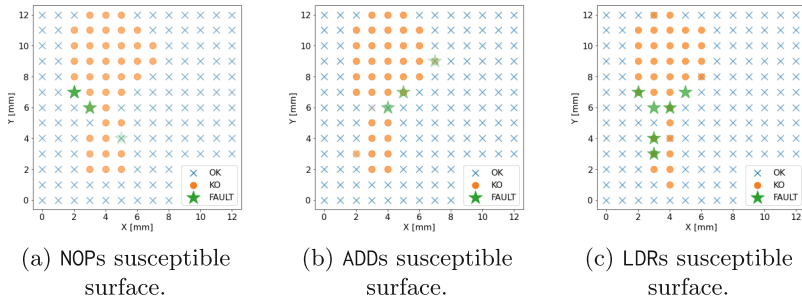 12
10
8
6
4
2
0
Y [mm]
0 2 4 6 8 10 12
X [mm]
OK
KO
FAULT
(a) NOPs susceptible
surface.
12
10
8
6
4
2
0
Y [mm]
0 2 4 6 8 10 12
X [mm]
OK
KO
FAULT
(b) ADDs susceptible
surface.
12
10
8
6
4
2
0
Y [mm]
0 2 4 6 8 10 12
X [mm]
OK
KO
FAULT
(c) LDRs susceptible
surface.